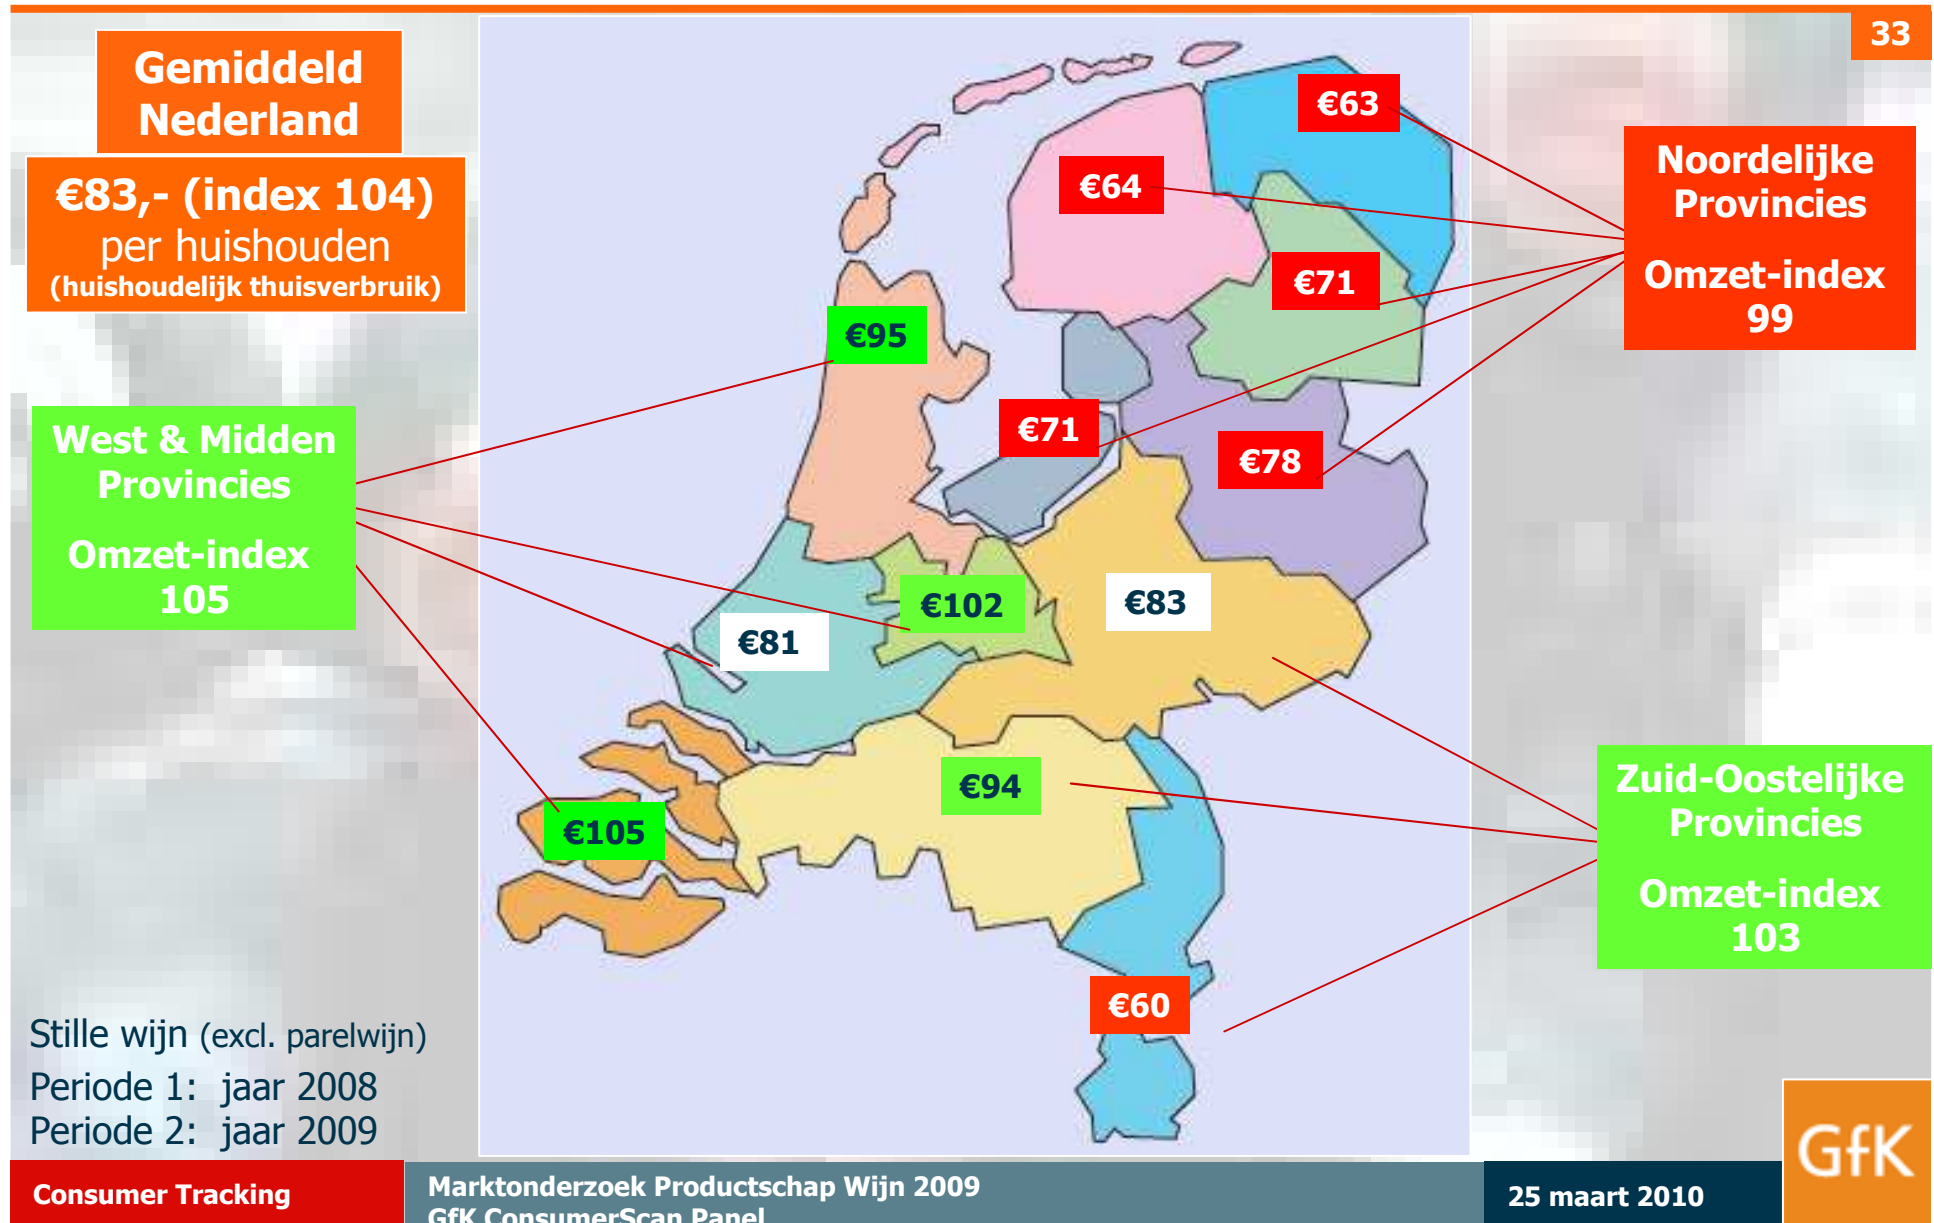 33
Gemiddeld
Nederland
€83,- (index 104)
per huishouden
(huishoudelijk thuisverbruik)
€63
€64
€71
€95
€71
€78
€102
€83
€81
€94
€105
€60
Noordelijke
Provincies
Omzet-index
99
West & Midden
Provincies
Omzet-index
105
Zuid-Oostelijke
Provincies
Omzet-index
103
Stille wijn (excl. parelwijn)
Periode 1: jaar 2008
Periode 2: jaar 2009
Consumer Tracking
Marktonderzoek Productschap Wijn 2009
GfK ConsumerScan Panel
25 maart 2010
GfK